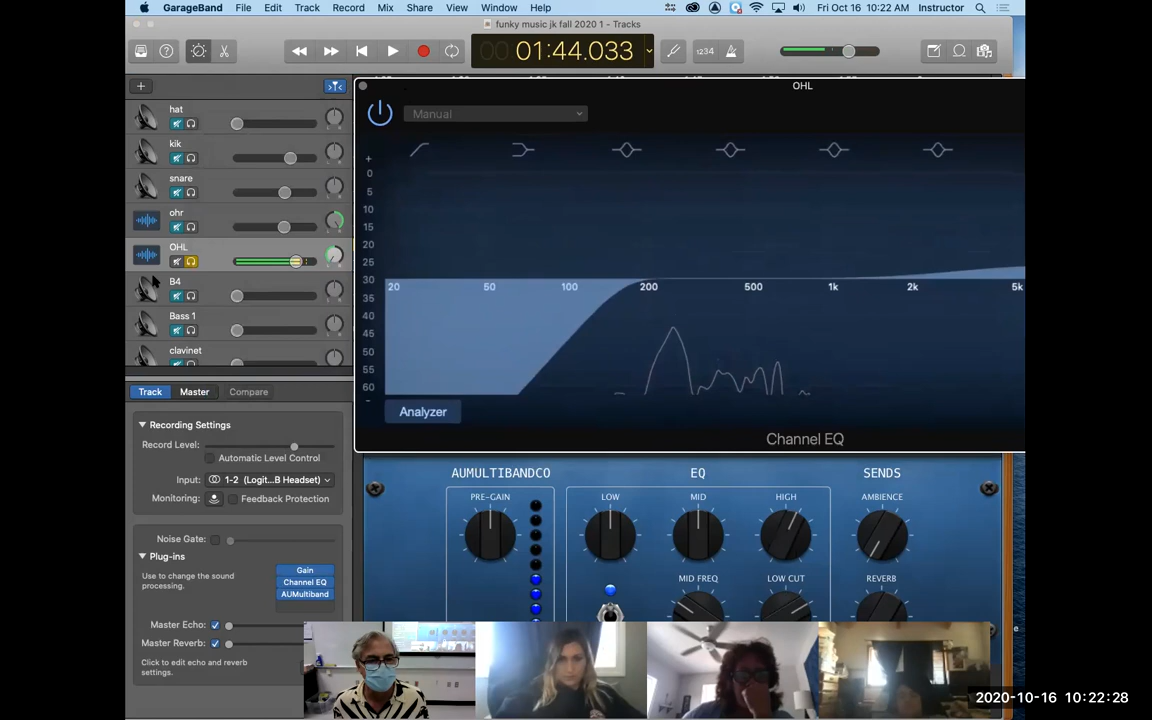 GarageBand File Edit Track Record Mix Share View Window Help Fri Oct 16 10:22 AM Instructor
funky music jk fall 2020 1 - Tracks
01:44.033
1234
hat
kik
snare
ohr
OHL
B4
Bass 1
clavinet
OHL
Manual
+
0
5
10
15
20
25
30
35
40
45
50
55
60
-
20 50 100 200 500 1k 2k 5k
Analyzer
Channel EQ
Track Master Compare
Recording Settings
Record Level:
Automatic Level Control
Input: 1-2 (Logit...B Headset)
Monitoring: Feedback Protection
Noise Gate:
Plug-ins
Use to change the sound
processing.
Gain
Channel EQ
AUMultiband
Master Echo:
Master Reverb:
Click to edit echo and reverb
settings.
AUMULTIBANDCO EQ SENDS
PRE-GAIN LOW MID HIGH AMBIENCE
MID FREQ LOW CUT REVERB
2020-10-16 10:22:28